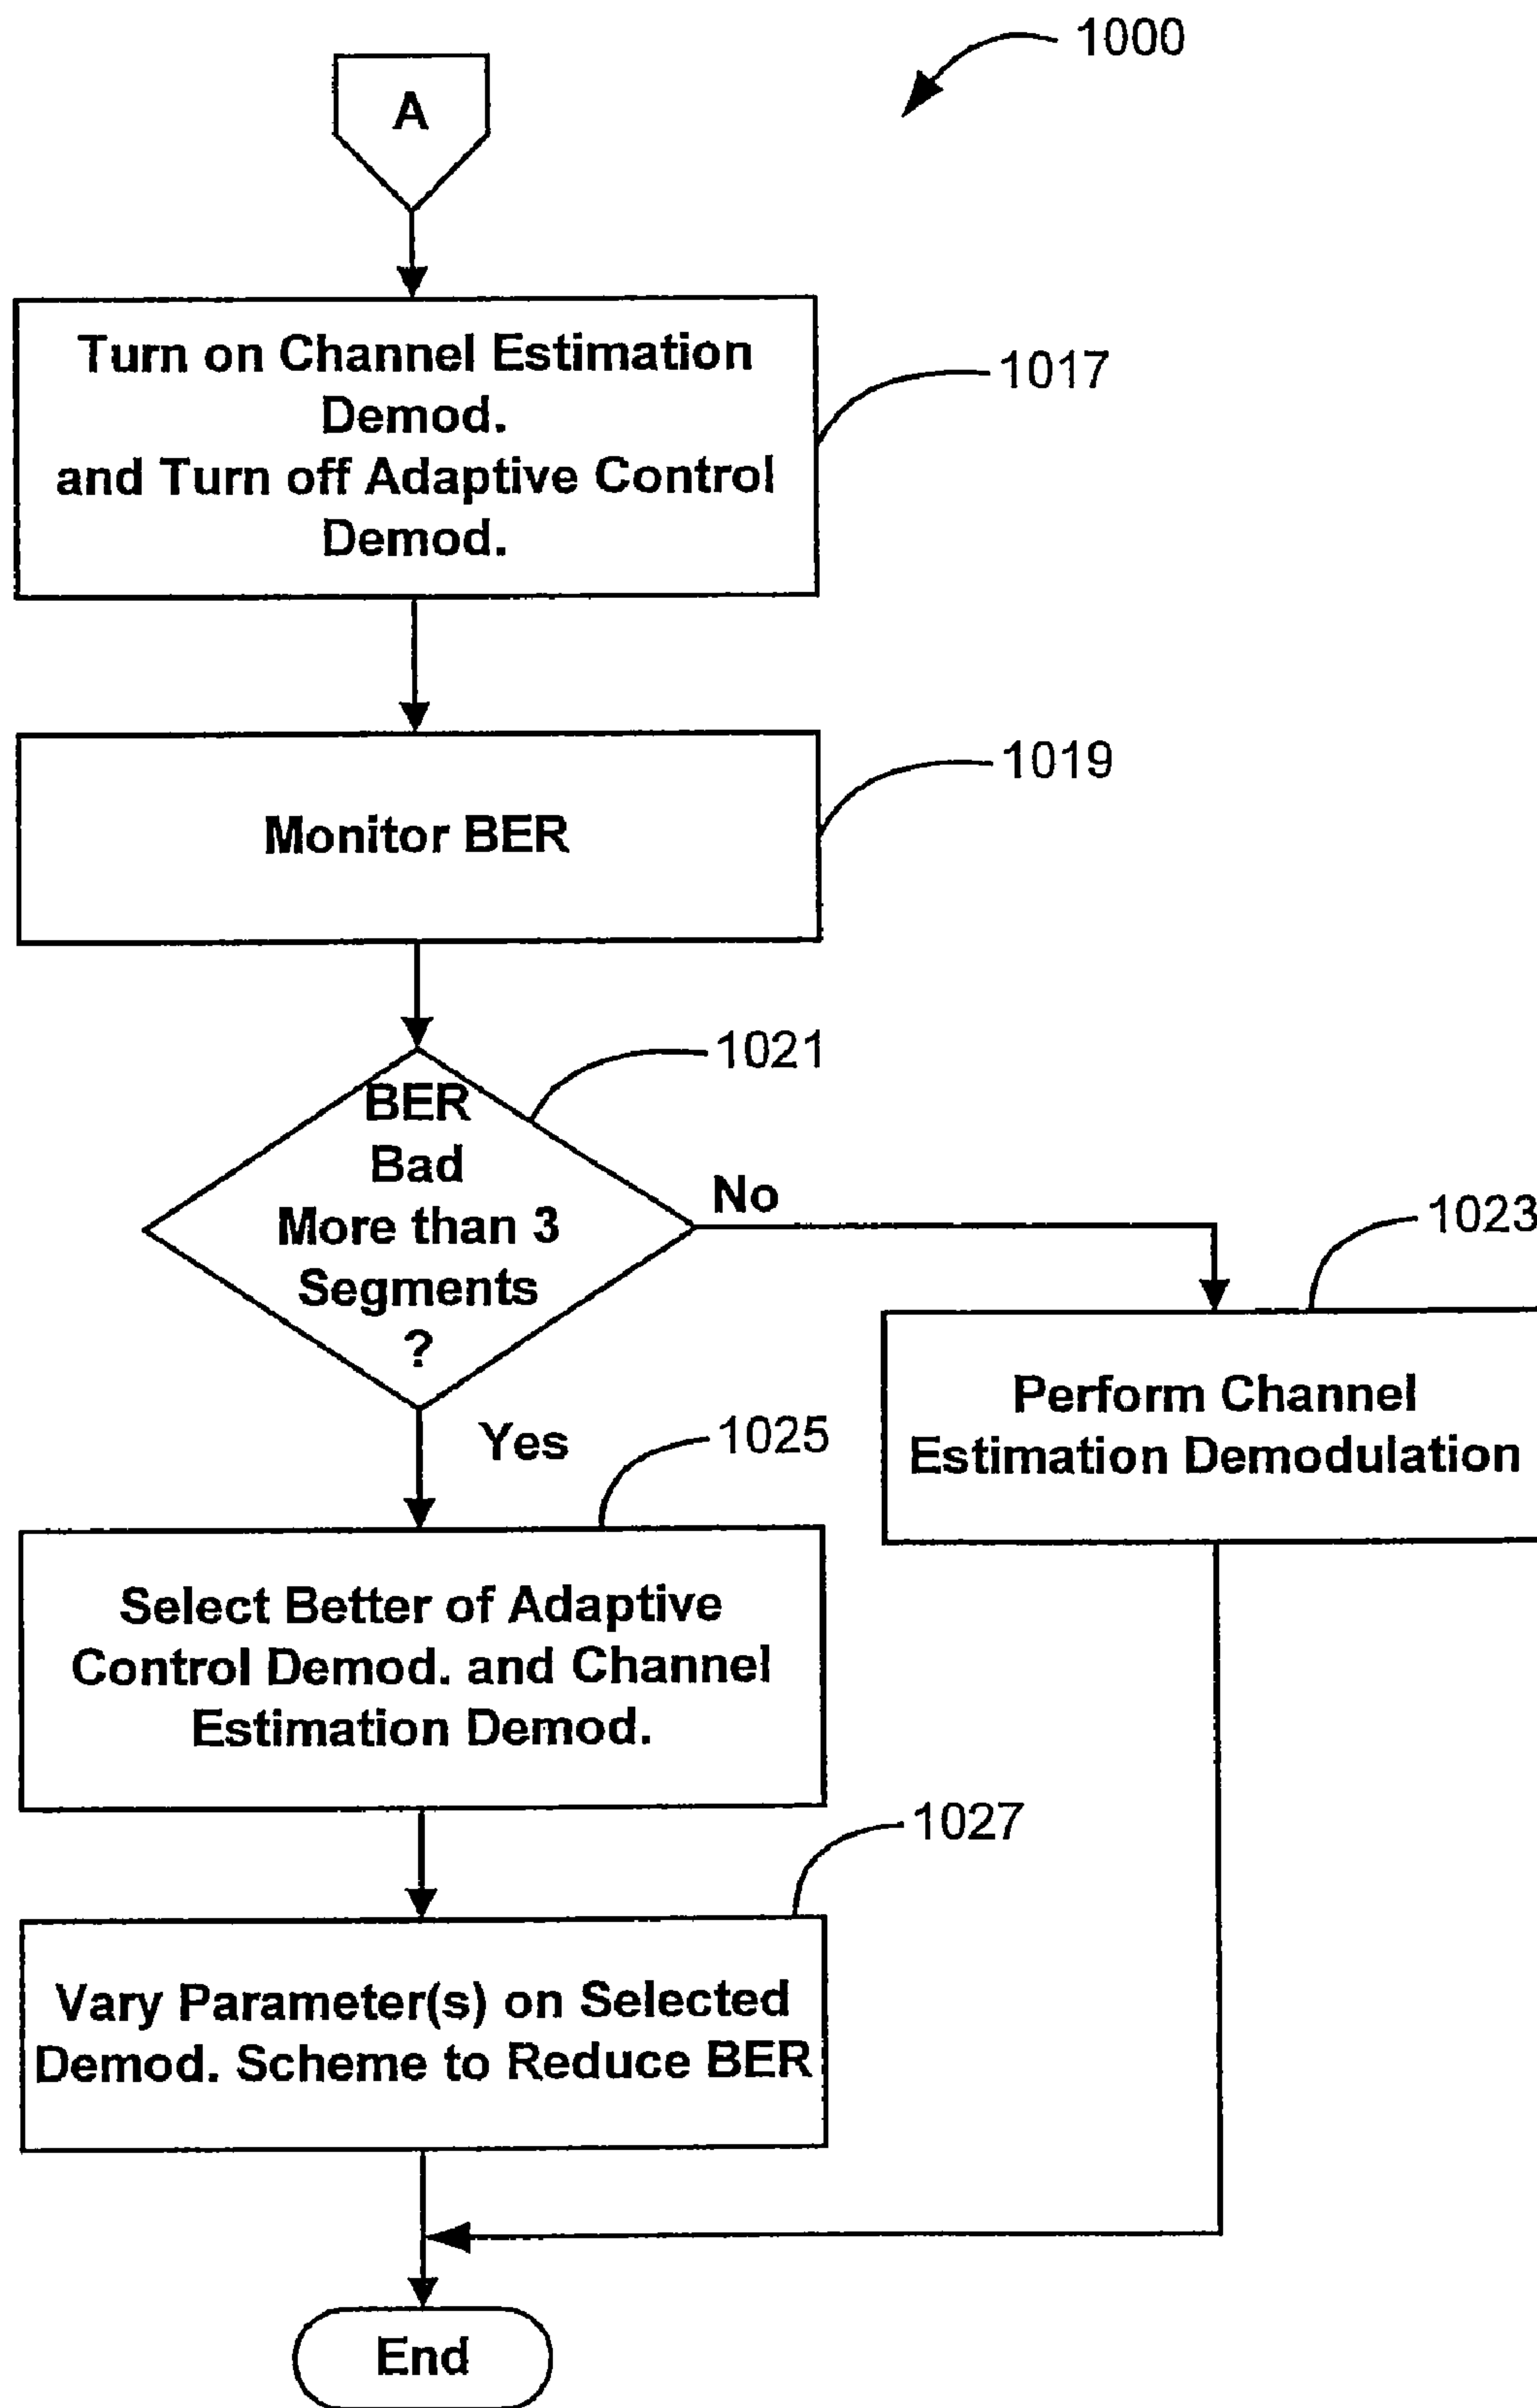 1000
A
Turn on Channel Estimation
Demod.
and Turn off Adaptive Control
Demod.
1017
Monitor BER
1019
BER
Bad
More than 3
Segments
?
1021
No
1023
Perform Channel
Estimation Demodulation
Yes
1025
Select Better of Adaptive
Control Demod. and Channel
Estimation Demod.
1027
Vary Parameter(s) on Selected
Demod. Scheme to Reduce BER
End